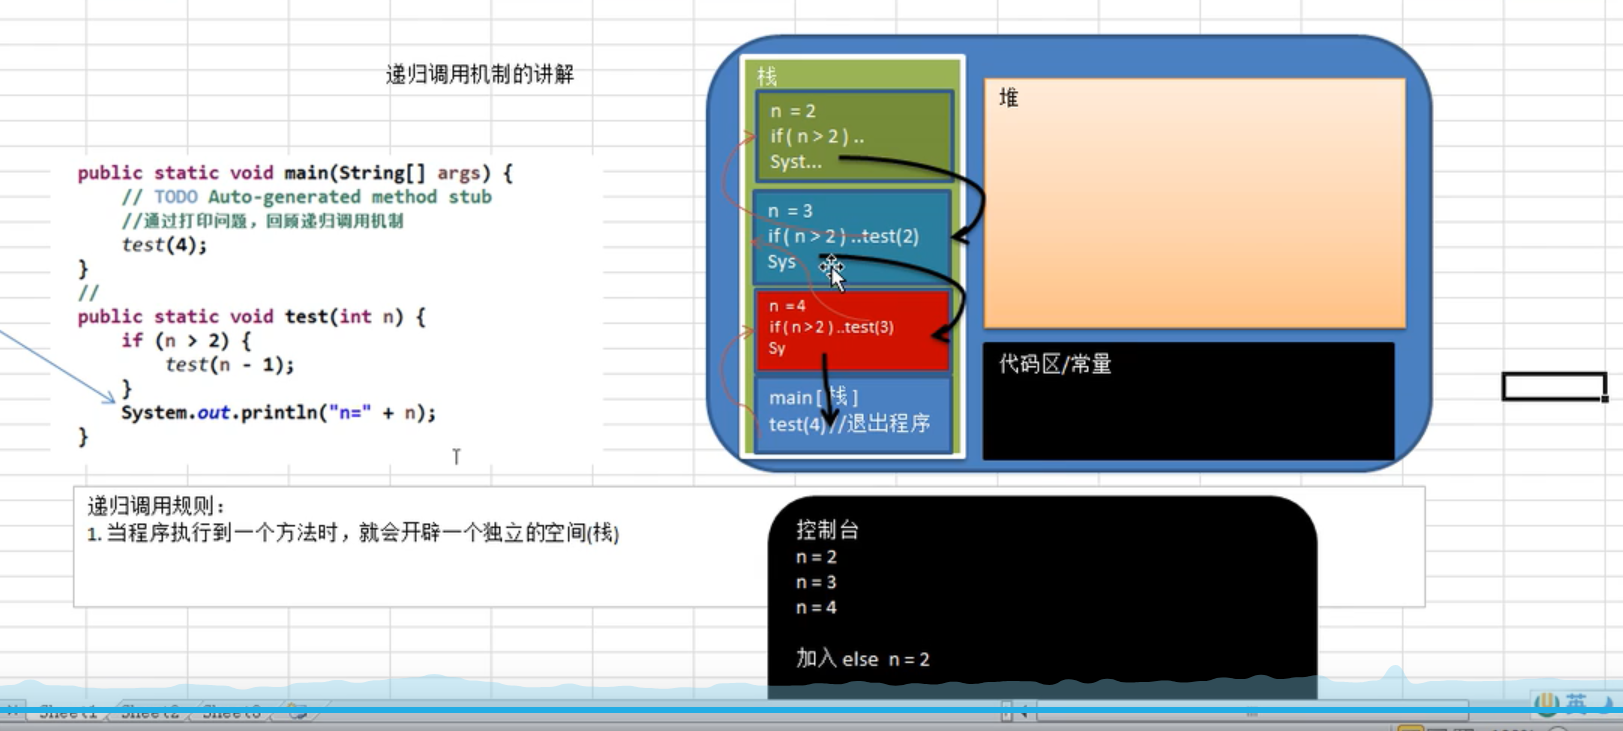 递归调用机制的讲解
public static void main(String[] args) {
// TODO Auto-generated method stub
//通过打印问题，回顾递归调用机制
test(4);
}
//
public static void test(int n) {
if (n > 2) {
test(n - 1);
}
System.out.println("n=" + n);
}
栈
n = 2
if( n > 2 ) ..
Syst...
n = 3
if( n > 2 ) ..test(2)
Sys
n =4
if( n >2 ) ..test(3)
Sy
main [ 栈 ]
test(4)//退出程序
堆
代码区/常量
递归调用规则：
1. 当程序执行到一个方法时，就会开辟一个独立的空间(栈)
控制台
n = 2
n = 3
n = 4
加入 else n = 2
Sheet1 Sheet2 Sheet3
英